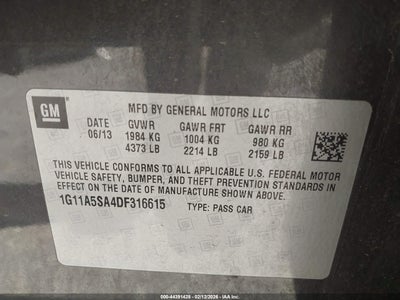 GM
MFD BY GENERAL MOTORS LLC
DATE GVWR GAWR FRT GAWR RR
06/13 1984 KG 1004 KG 980 KG
4373 LB 2214 LB 2159 LB
THIS VEHICLE CONFORMS TO ALL APPLICABLE U.S. FEDERAL MOTOR
VEHICLE SAFETY, BUMPER, AND THEFT PREVENTION STANDARDS IN
EFFECT ON THE DATE OF MANUFACTURE SHOWN ABOVE.
1G11A5SA4DF316615 TYPE: PASS CAR
000-44391428 - 02/12/2026 - IAA Inc.